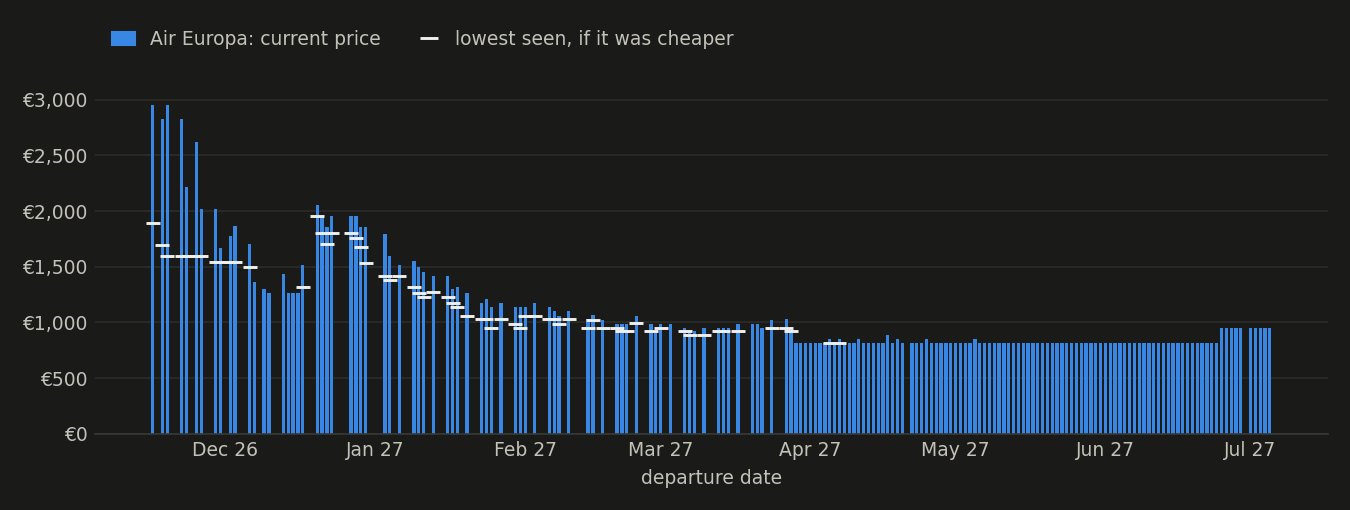 Air Europa: current price
lowest seen, if it was cheaper
€3,000
€2,500
€2,000
€1,500
€1,000
€500
€0
Dec 26 Jan 27 Feb 27 Mar 27 Apr 27 May 27 Jun 27 Jul 27
departure date